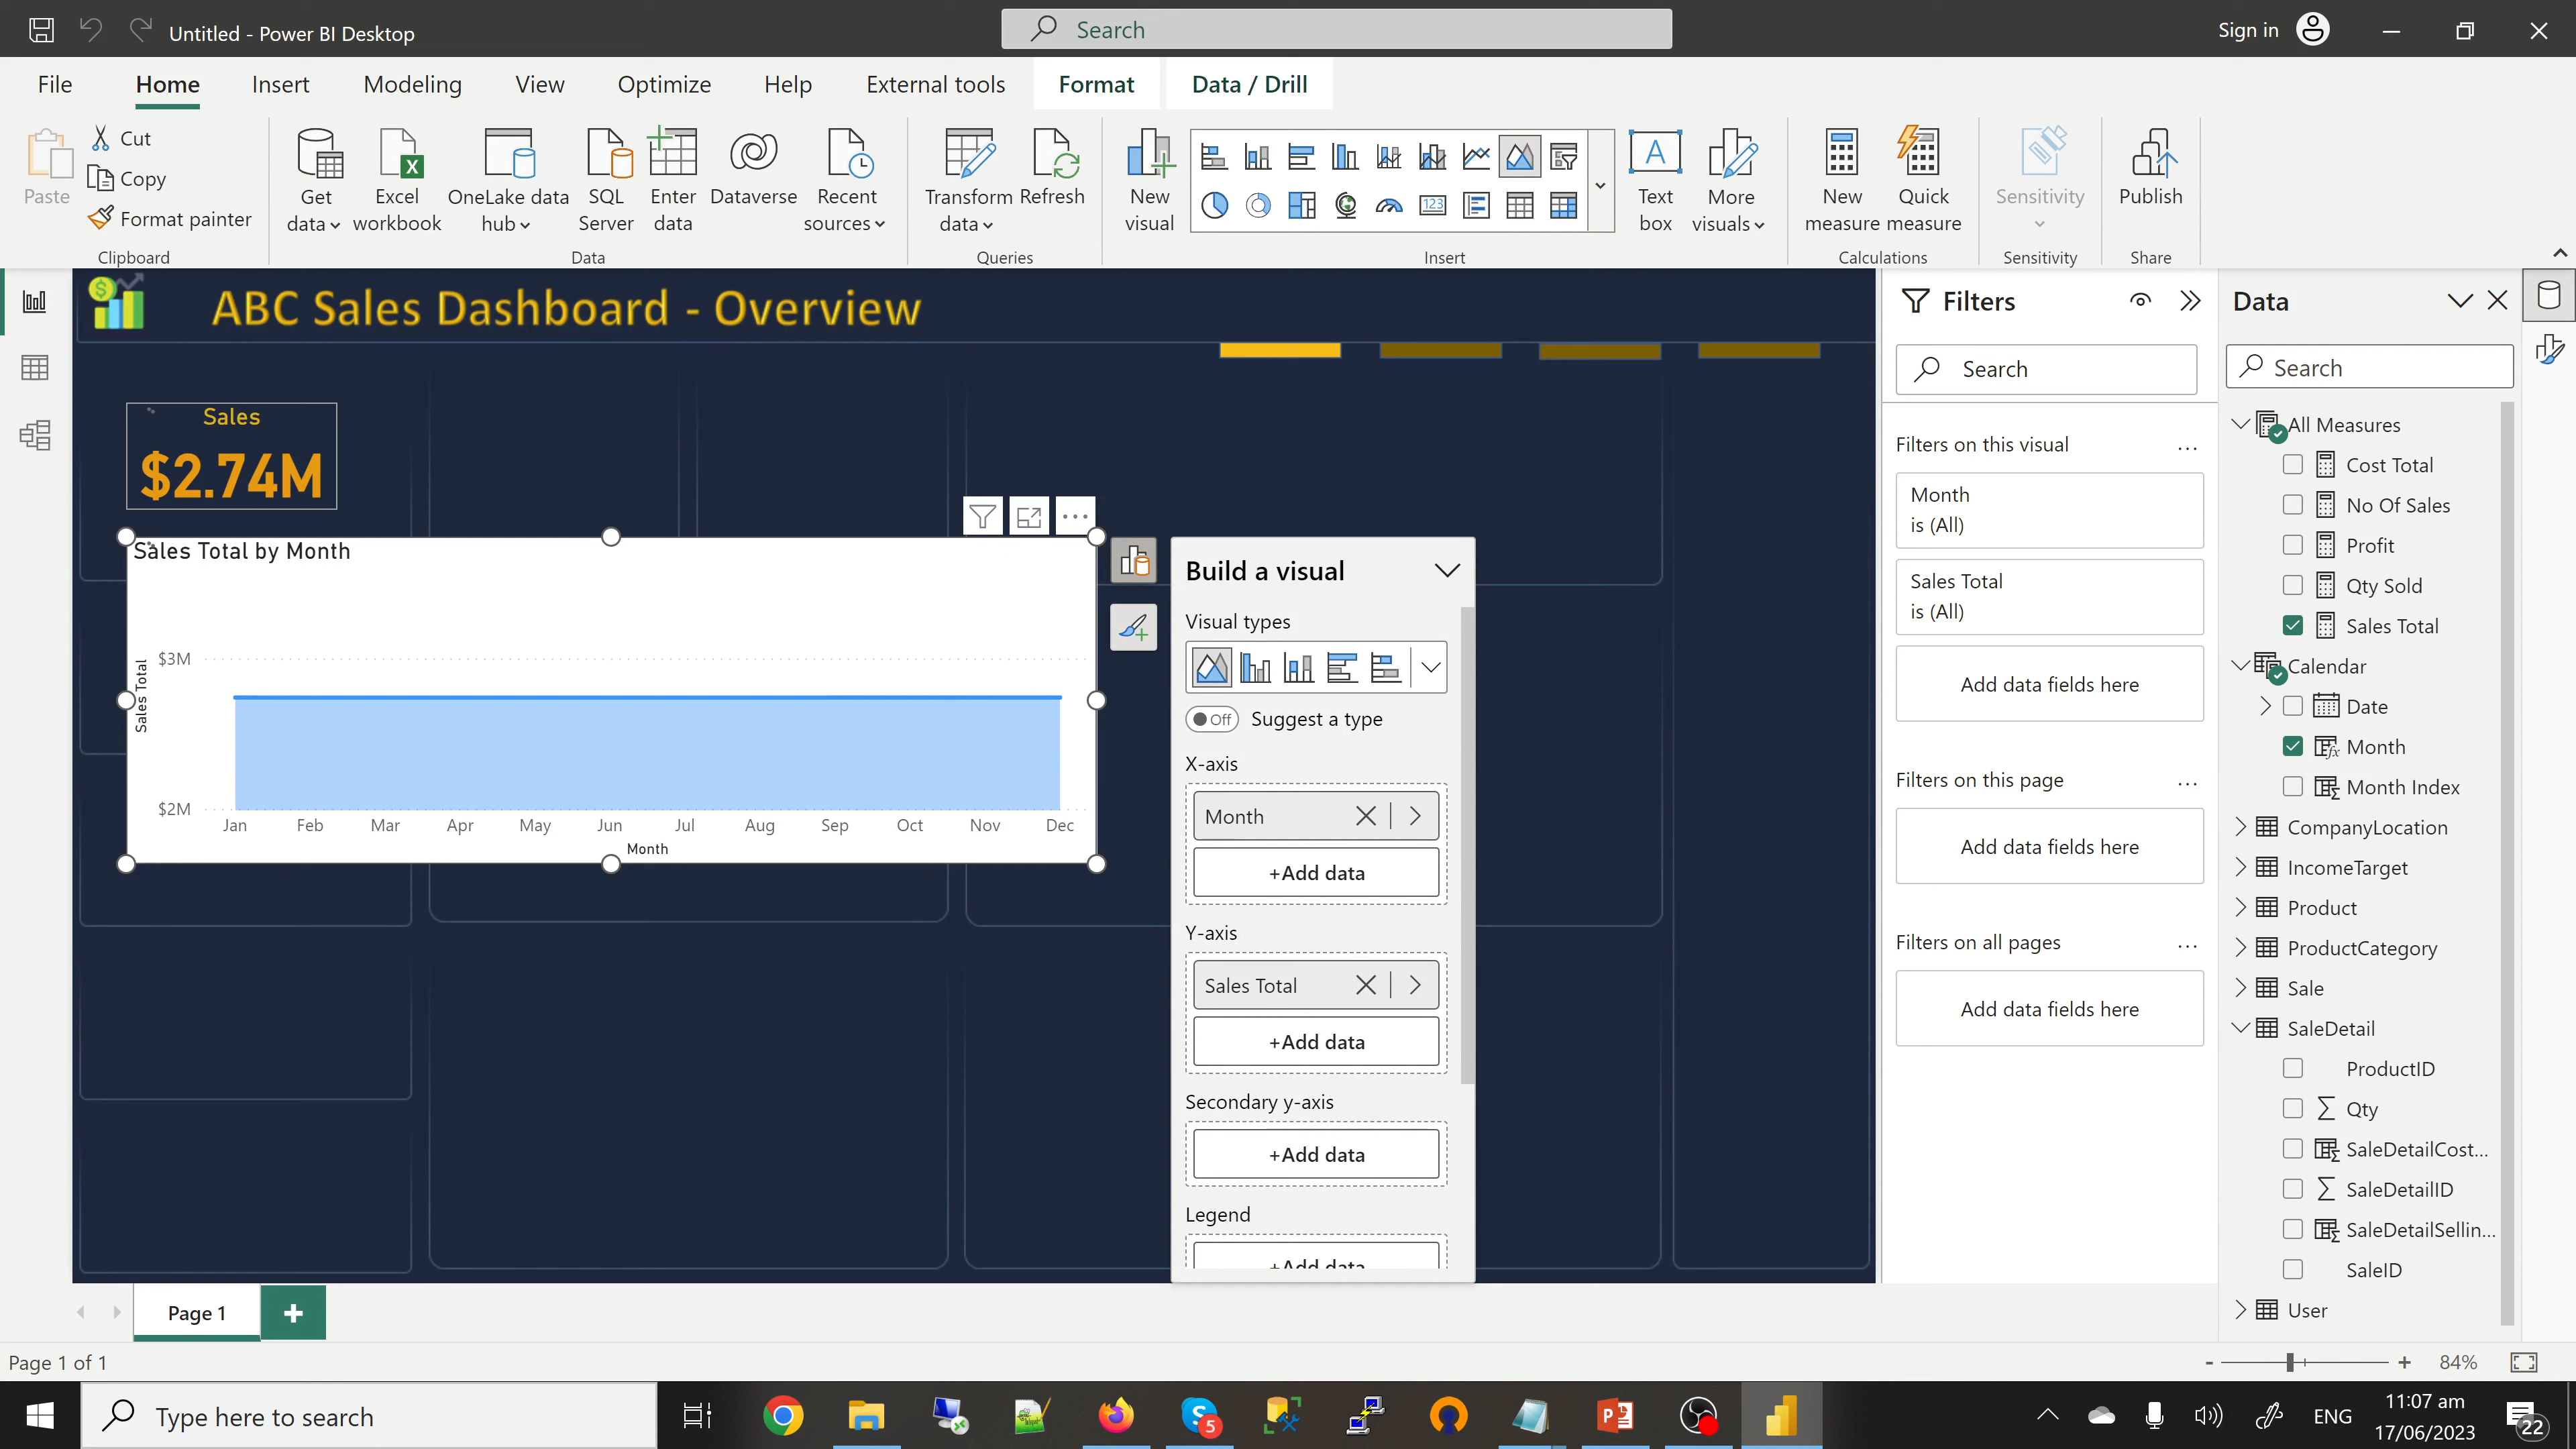 Untitled - Power BI Desktop
Search
Sign in
File Home Insert Modeling View Optimize Help External tools Format Data / Drill
Paste
Cut
Copy
Format painter
Clipboard
Get data
Excel workbook
OneLake data hub
SQL Server
Enter data
Dataverse
Recent sources
Data
Transform data
Refresh
Queries
New visual
123
Text box
More visuals
Insert
New measure
Quick measure
Calculations
Sensitivity
Sensitivity
Publish
Share
ABC Sales Dashboard - Overview
Sales
$2.74M
Sales Total by Month
Sales Total
$3M
$2M
Jan Feb Mar Apr May Jun Jul Aug Sep Oct Nov Dec
Month
Build a visual
Visual types
Off Suggest a type
X-axis
Month
+Add data
Y-axis
Sales Total
+Add data
Secondary y-axis
+Add data
Legend
+Add data
Filters
Search
Filters on this visual
Month
is (All)
Sales Total
is (All)
Add data fields here
Filters on this page
Add data fields here
Filters on all pages
Add data fields here
Data
Search
All Measures
Cost Total
No Of Sales
Profit
Qty Sold
Sales Total
Calendar
Date
Month
Month Index
CompanyLocation
IncomeTarget
Product
ProductCategory
Sale
SaleDetail
ProductID
Qty
SaleDetailCost...
SaleDetailID
SaleDetailSellin...
SaleID
User
Page 1
Page 1 of 1
84%
Type here to search
5
ENG
11:07 am
17/06/2023
22